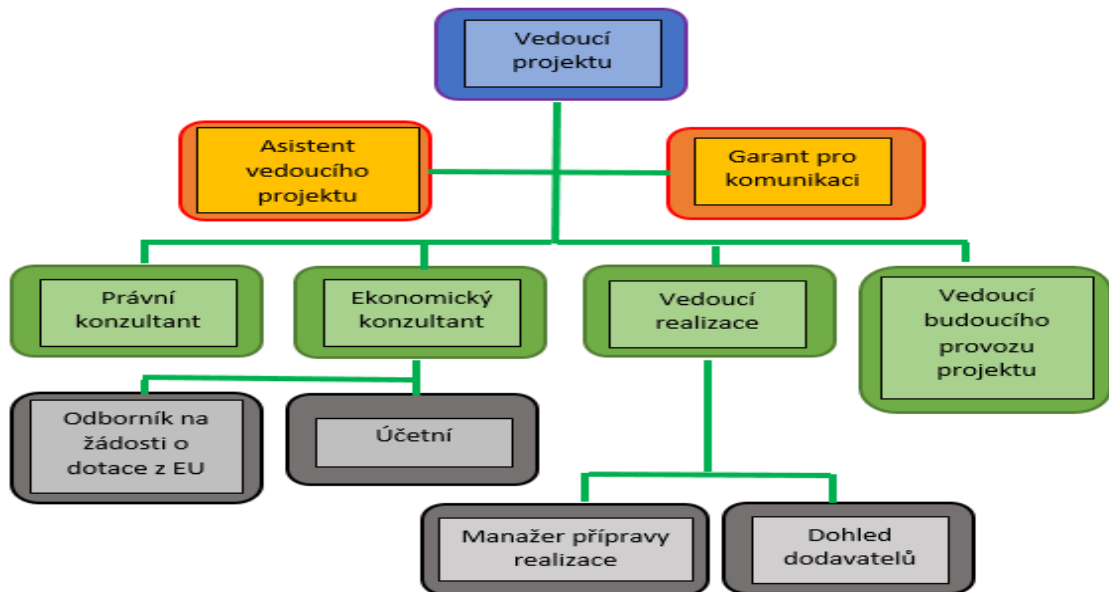 Vedoucí
projektu
Asistent
vedoucího
projektu
Garant pro
komunikaci
Právní
konzultant
Ekonomický
konzultant
Vedoucí
realizace
Vedoucí
budoucího
provozu
projektu
Odborník na
žádosti o
dotace z EU
Účetní
Manažer přípravy
realizace
Dohled
dodavatelů